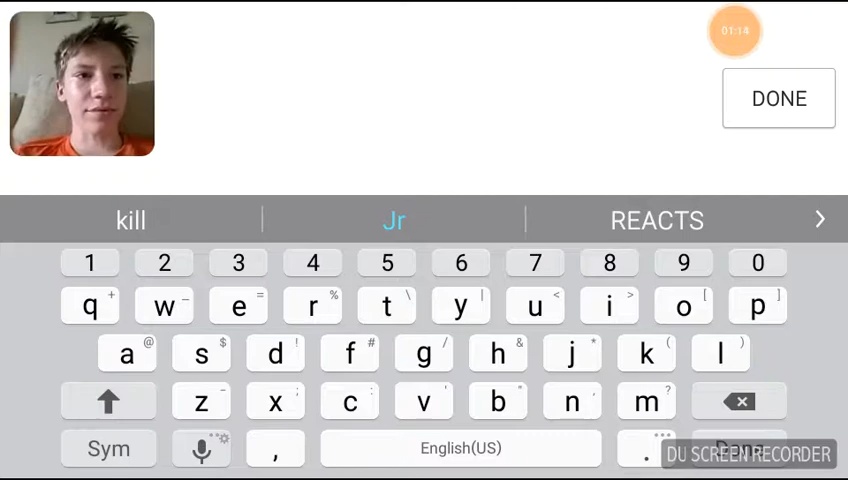 01:14
DONE
kill Jr REACTS >
1 2 3 4 5 6 7 8 9 0
q + w – e = r % t \ y | u < i > o [ p ]
a @ s $ d ! f # g / h & j * k ( l )
z - x ; c : v ' b " n , m ?
Sym , English(US) . Done
DU SCREEN RECORDER